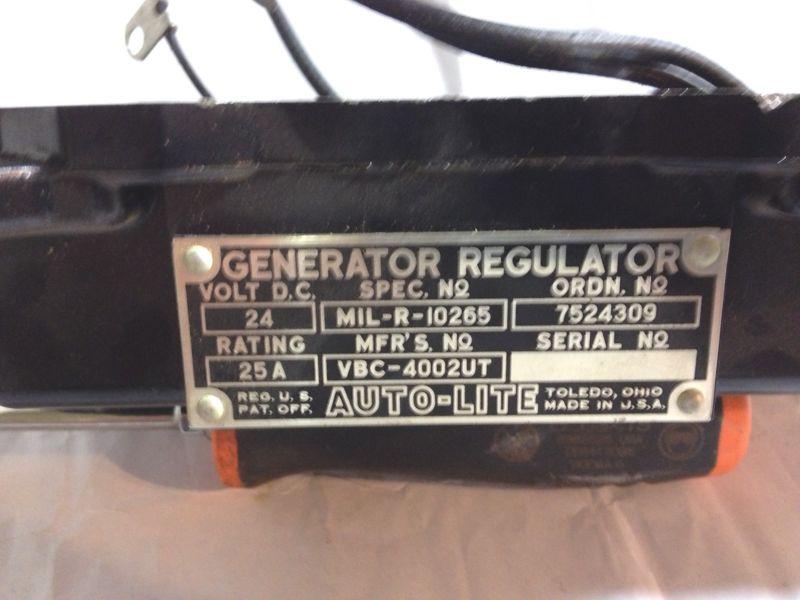 GENERATOR REGULATOR
VOLT D.C. SPEC. No ORDN. No
24 MIL-R-10265 7524309
RATING MFR'S. No SERIAL No
25 A VBC-4002UT
REG. U.S. PAT. OFF. AUTO-LITE TOLEDO, OHIO MADE IN U.S.A.